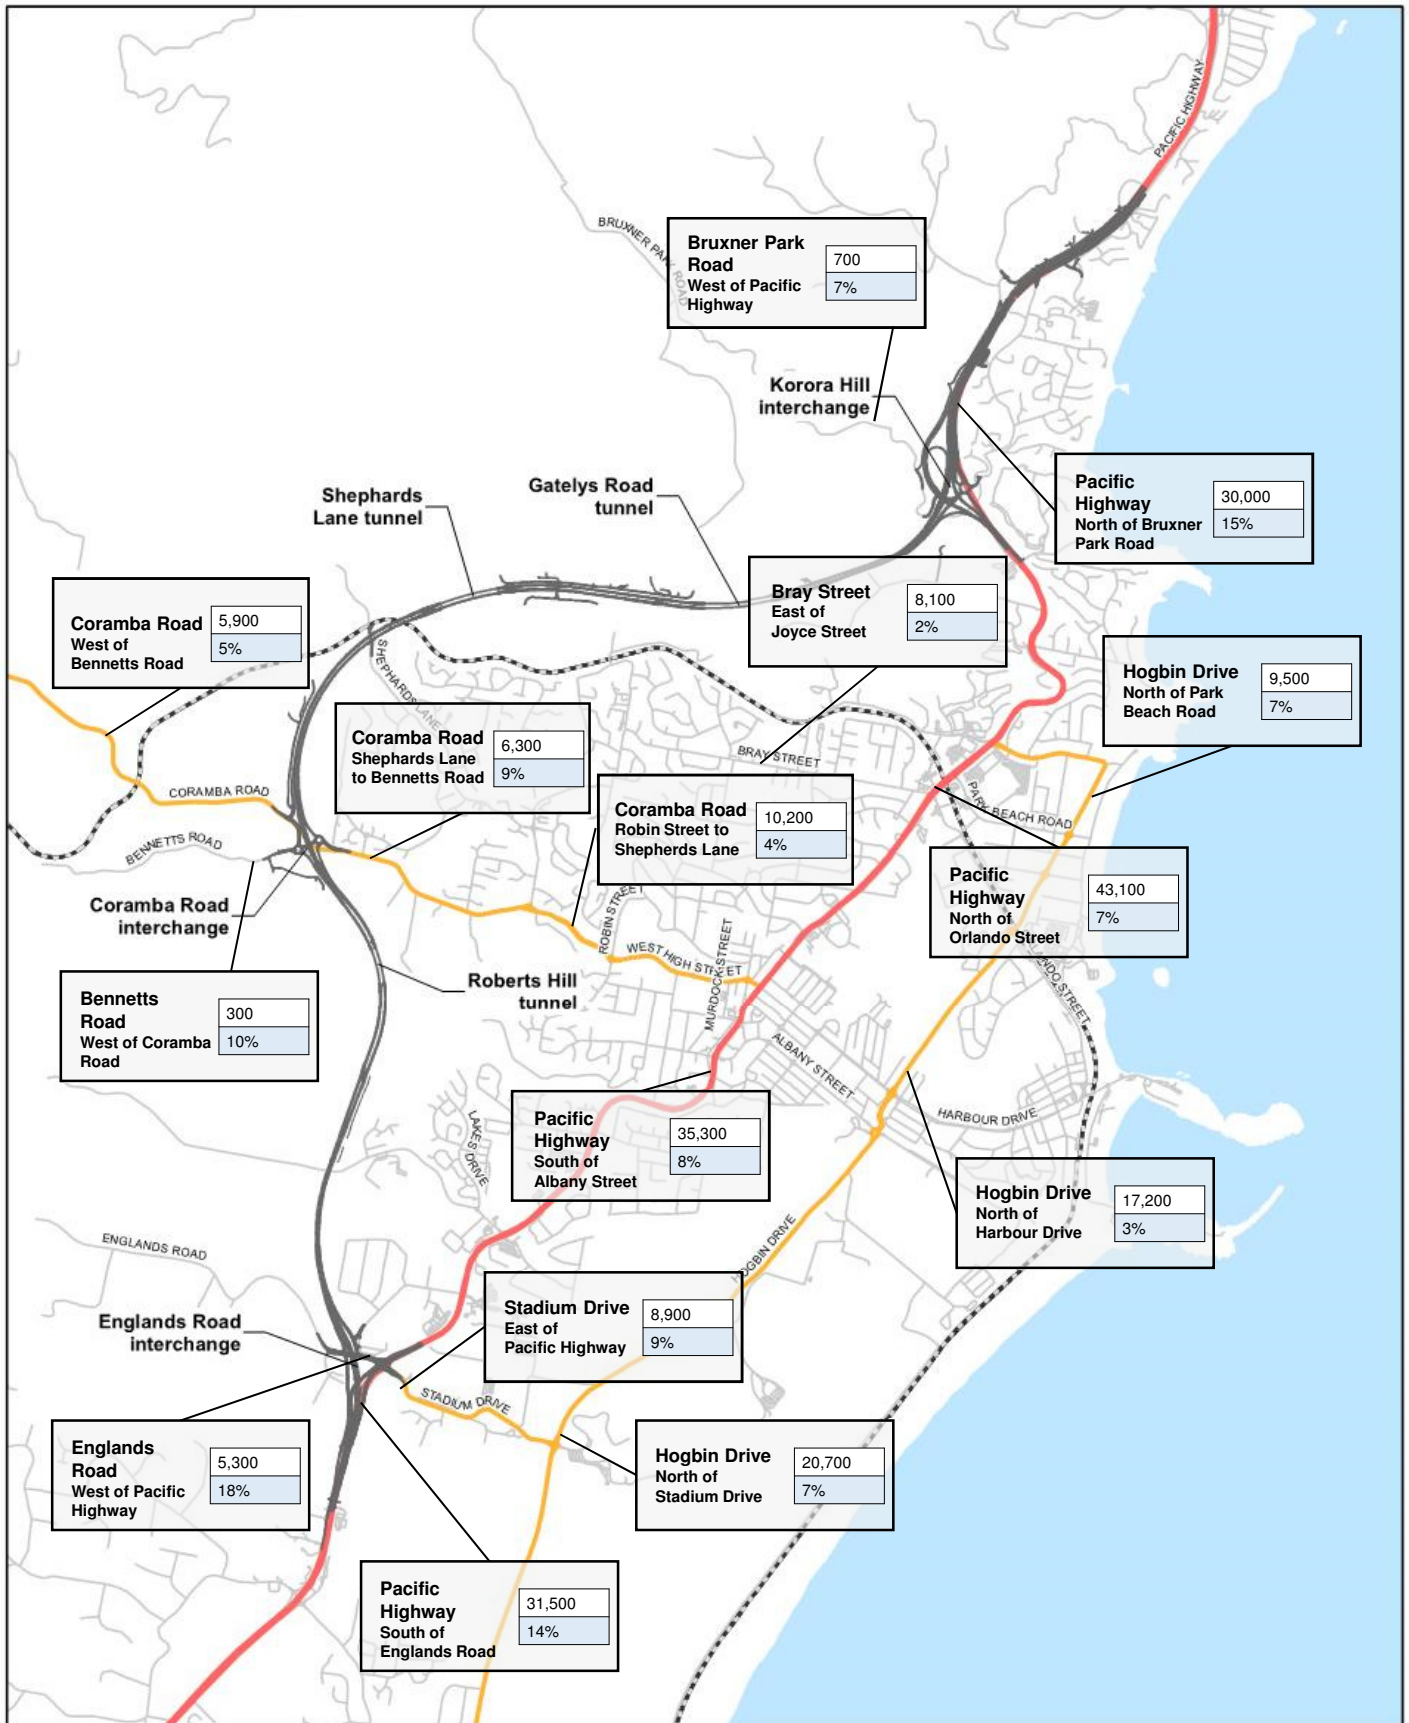 PACIFIC HIGHWAY
BRUXNER PARK ROAD
Bruxner Park
Road
West of Pacific
Highway
700
7%
Korora Hill
interchange
Pacific
Highway
North of Bruxner
Park Road
30,000
15%
Gatelys Road
tunnel
Shephards
Lane tunnel
Bray Street
East of
Joyce Street
8,100
2%
Coramba Road
West of
Bennetts Road
5,900
5%
Hogbin Drive
North of Park
Beach Road
9,500
7%
SHEPHARDS LANE
Coramba Road
Shephards Lane
to Bennetts Road
6,300
9%
BRAY STREET
CORAMBA ROAD
PARK BEACH ROAD
Coramba Road
Robin Street to
Shepherds Lane
10,200
4%
BENNETTS ROAD
Pacific
Highway
North of
Orlando Street
43,100
7%
Coramba Road
interchange
ROBIN STREET
WEST HIGH STREET
MURDOCK STREET
LANDO STREET
Roberts Hill
tunnel
Bennetts
Road
West of Coramba
Road
300
10%
ALBANY STREET
HARBOUR DRIVE
LAKES DRIVE
Pacific
Highway
South of
Albany Street
35,300
8%
Hogbin Drive
North of
Harbour Drive
17,200
3%
ENGLANDS ROAD
HOGBIN DRIVE
Stadium Drive
East of
Pacific Highway
8,900
9%
Englands Road
interchange
STADIUM DRIVE
Englands
Road
West of Pacific
Highway
5,300
18%
Hogbin Drive
North of
Stadium Drive
20,700
7%
Pacific
Highway
South of
Englands Road
31,500
14%